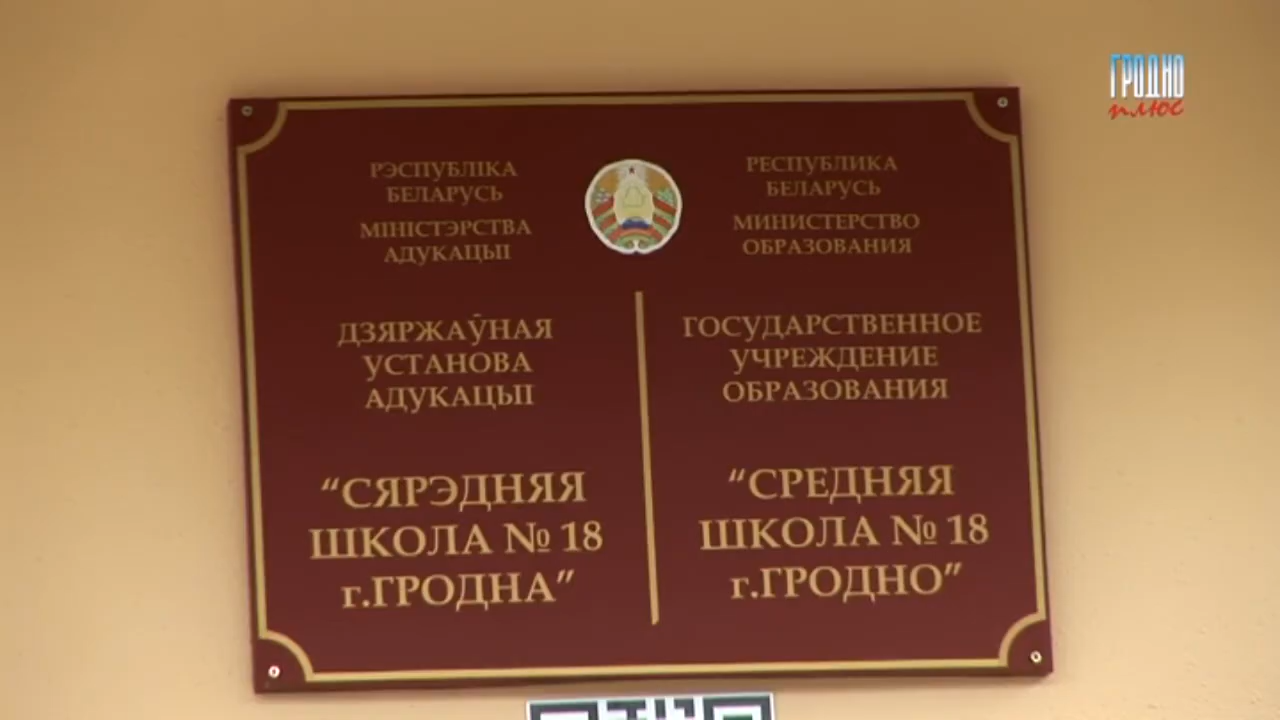 ГРОДНО
плюс
РЭСПУБЛІКА
БЕЛАРУСЬ
МІНІСТЭРСТВА
АДУКАЦЫІ
ДЗЯРЖАЎНАЯ
УСТАНОВА
АДУКАЦЫІ
“СЯРЭДНЯЯ
ШКОЛА № 18
г.ГРОДНА”
РЕСПУБЛИКА
БЕЛАРУСЬ
МИНИСТЕРСТВО
ОБРАЗОВАНИЯ
ГОСУДАРСТВЕННОЕ
УЧРЕЖДЕНИЕ
ОБРАЗОВАНИЯ
“СРЕДНЯЯ
ШКОЛА № 18
г.ГРОДНО”